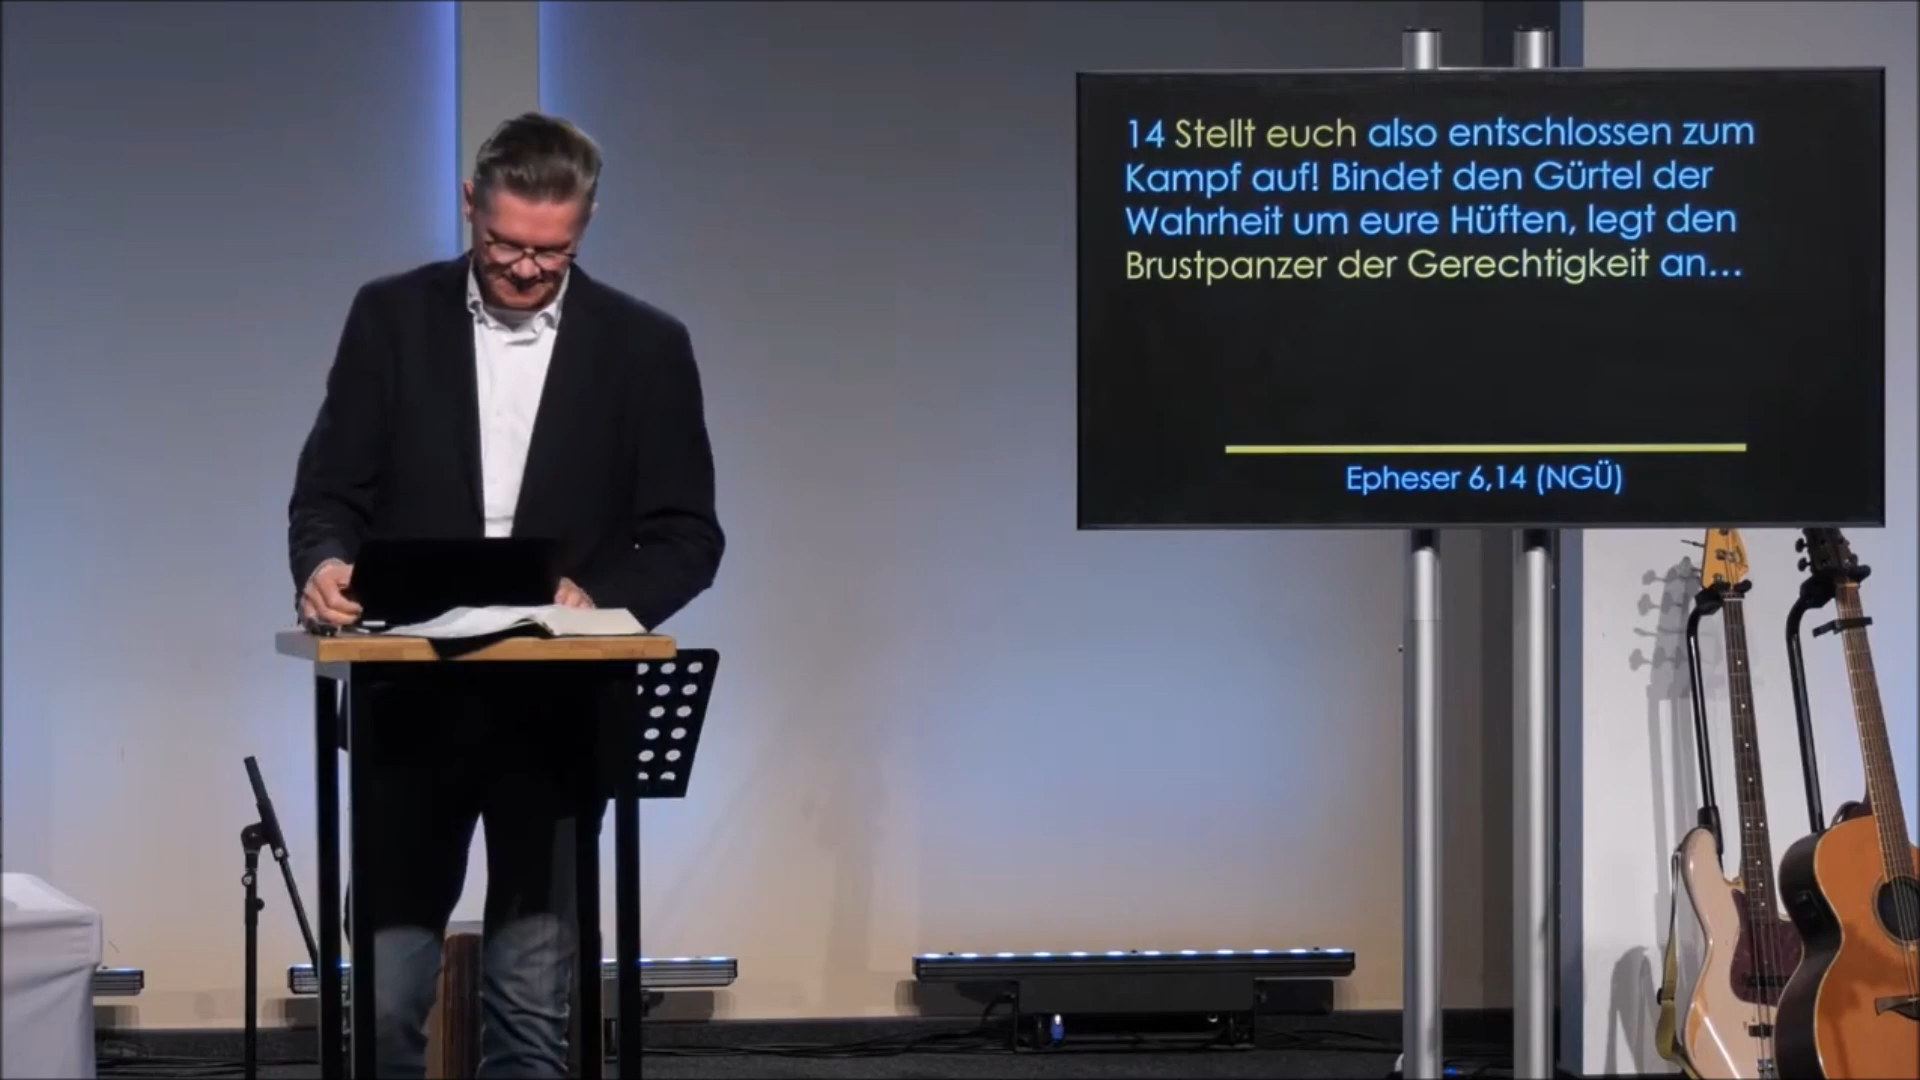 14 Stellt euch also entschlossen zum
Kampf auf! Bindet den Gürtel der
Wahrheit um eure Hüften, legt den
Brustpanzer der Gerechtigkeit an...
Epheser 6,14 (NGÜ)